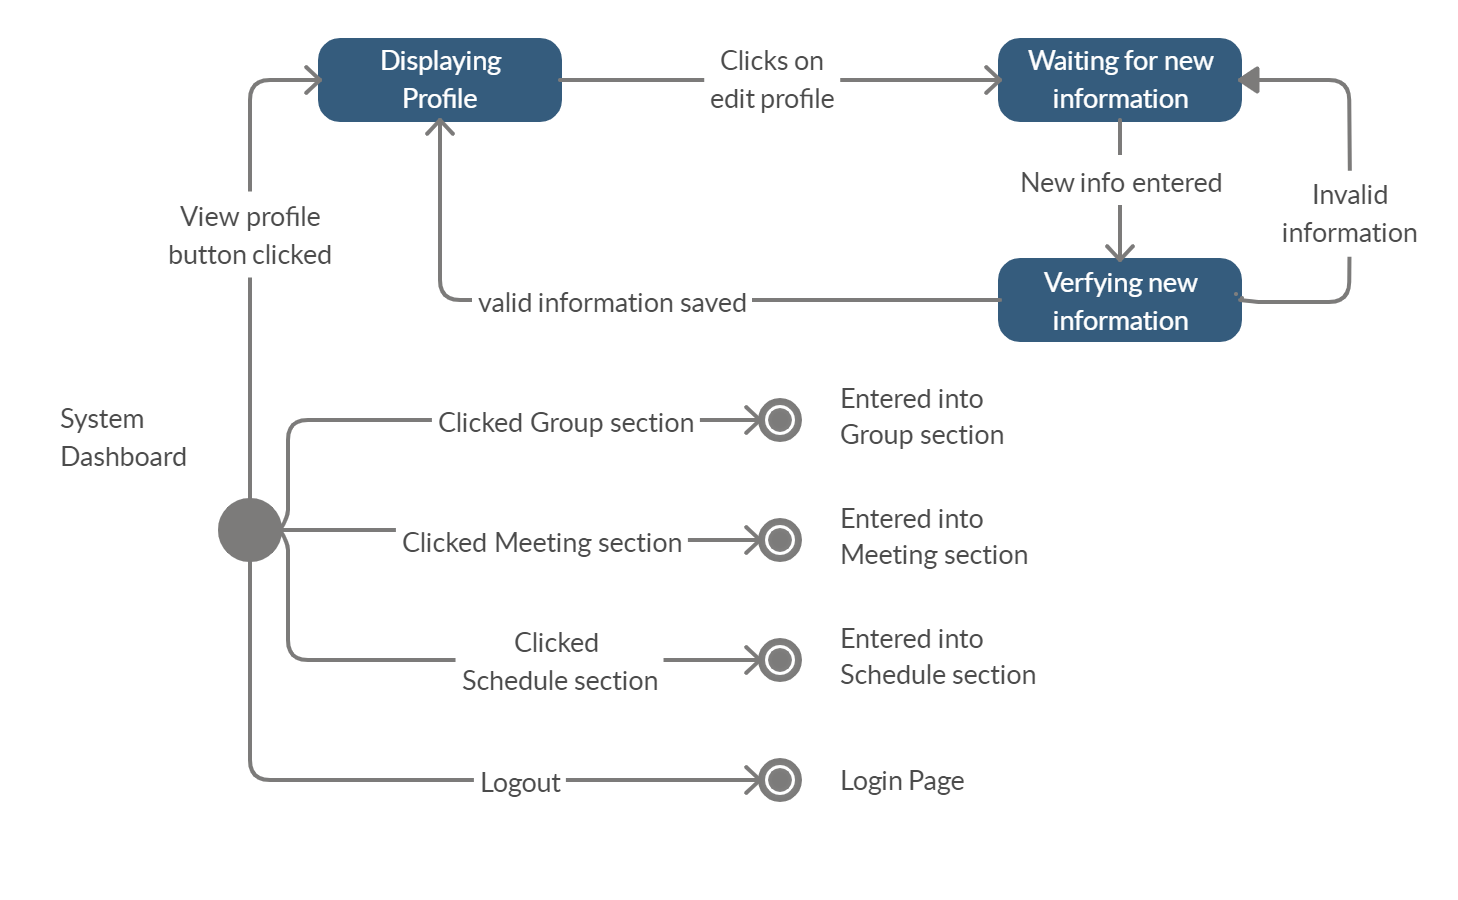 Displaying
Profile
Clicks on
edit profile
Waiting for new
information
View profile
button clicked
New info entered
Invalid
information
valid information saved
Verfying new
information
System
Dashboard
Clicked Group section
Entered into
Group section
Clicked Meeting section
Entered into
Meeting section
Clicked
Schedule section
Entered into
Schedule section
Logout
Login Page